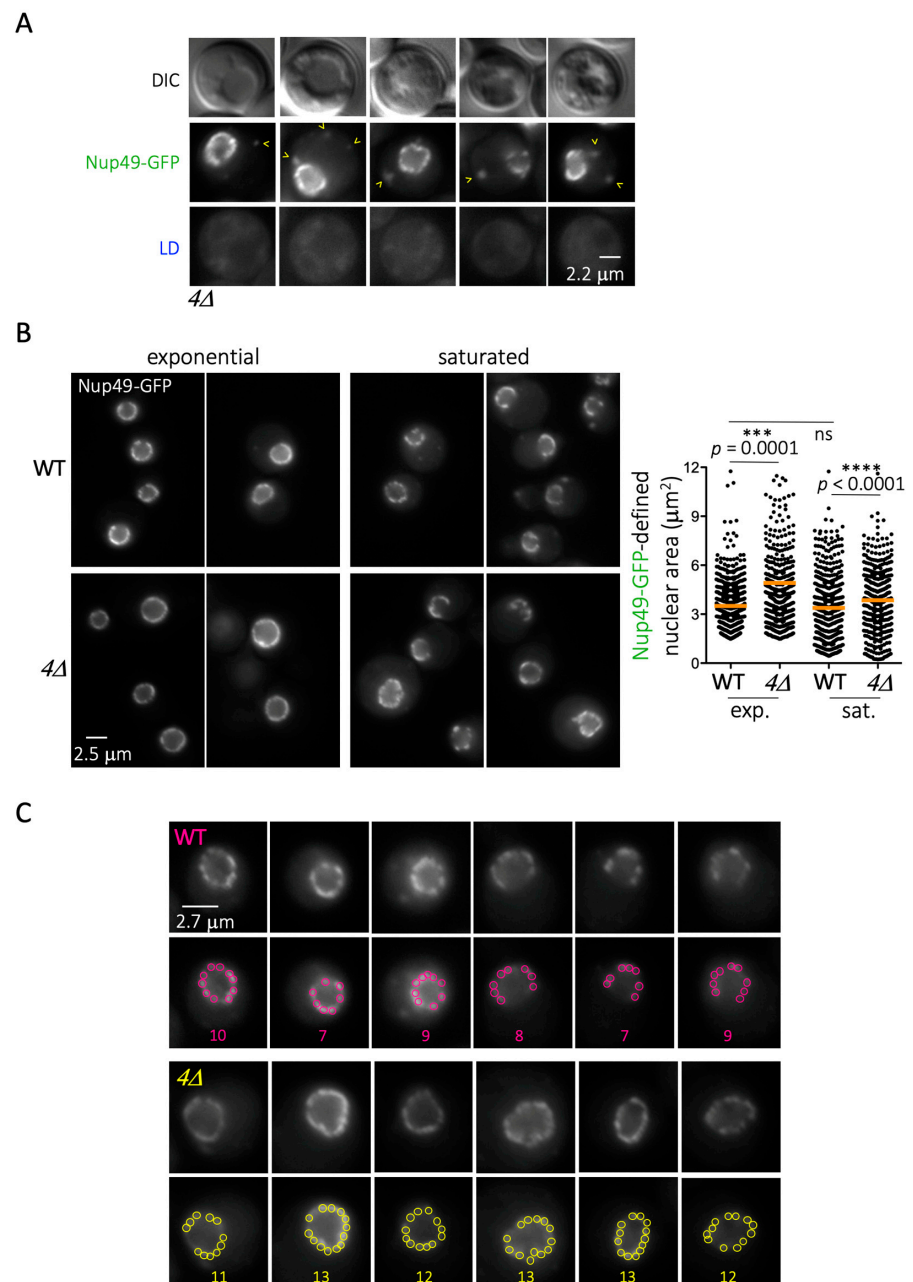 A
DIC
Nup49-GFP
LD
2.2 μm
4Δ
B
exponential
saturated
Nup49-GFP
WT
4Δ
2.5 μm
ns
***
p = 0.0001
****
p < 0.0001
Nup49-GFP-defined
nuclear area (μm²)
12
9
6
3
0
WT 4Δ WT 4Δ
exp. sat.
C
WT
2.7 μm
10 7 9 8 7 9
4Δ
11 13 12 13 13 12